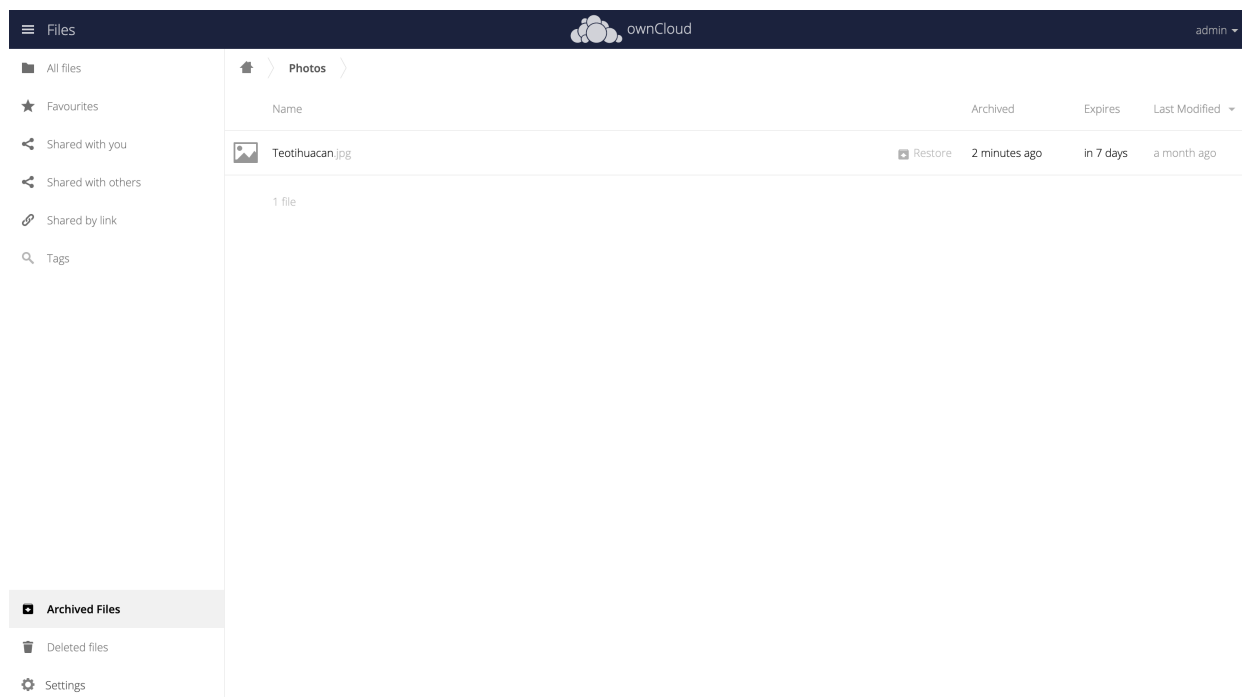 Files
ownCloud
admin
All files
Favourites
Shared with you
Shared with others
Shared by link
Tags
Photos
Name Archived Expires Last Modified
Teotihuacan.jpg Restore 2 minutes ago in 7 days a month ago
1 file
Archived Files
Deleted files
Settings